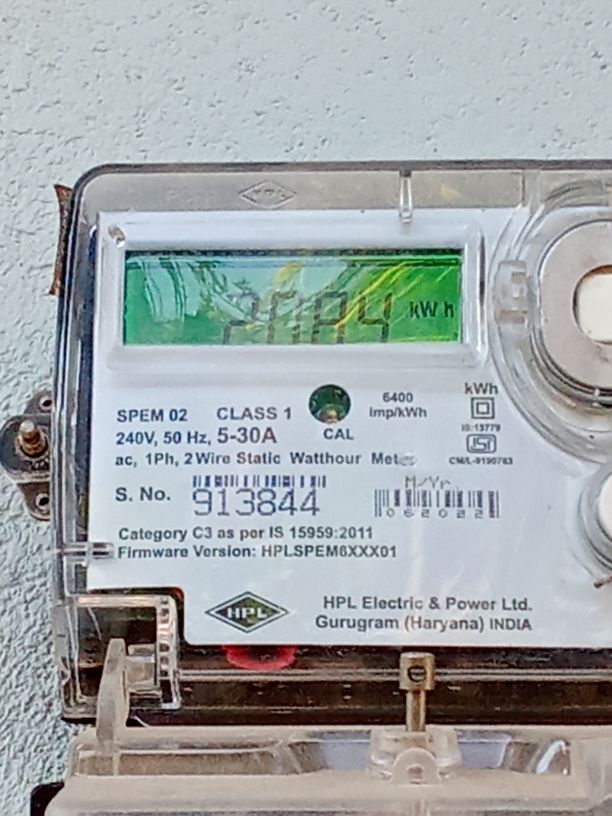 HPL
2084 kWh
SPEM 02 CLASS 1
6400 imp/kWh
kWh
240V, 50 Hz, 5-30A
CAL
IS:13779
ac, 1Ph, 2 Wire Static Watthour Meter
CM/L-9190763
S. No. 913844
M/Yr.
062022
Category C3 as per IS 15959:2011
Firmware Version: HPLSPEM6XXX01
HPL
HPL Electric & Power Ltd.
Gurugram (Haryana) INDIA